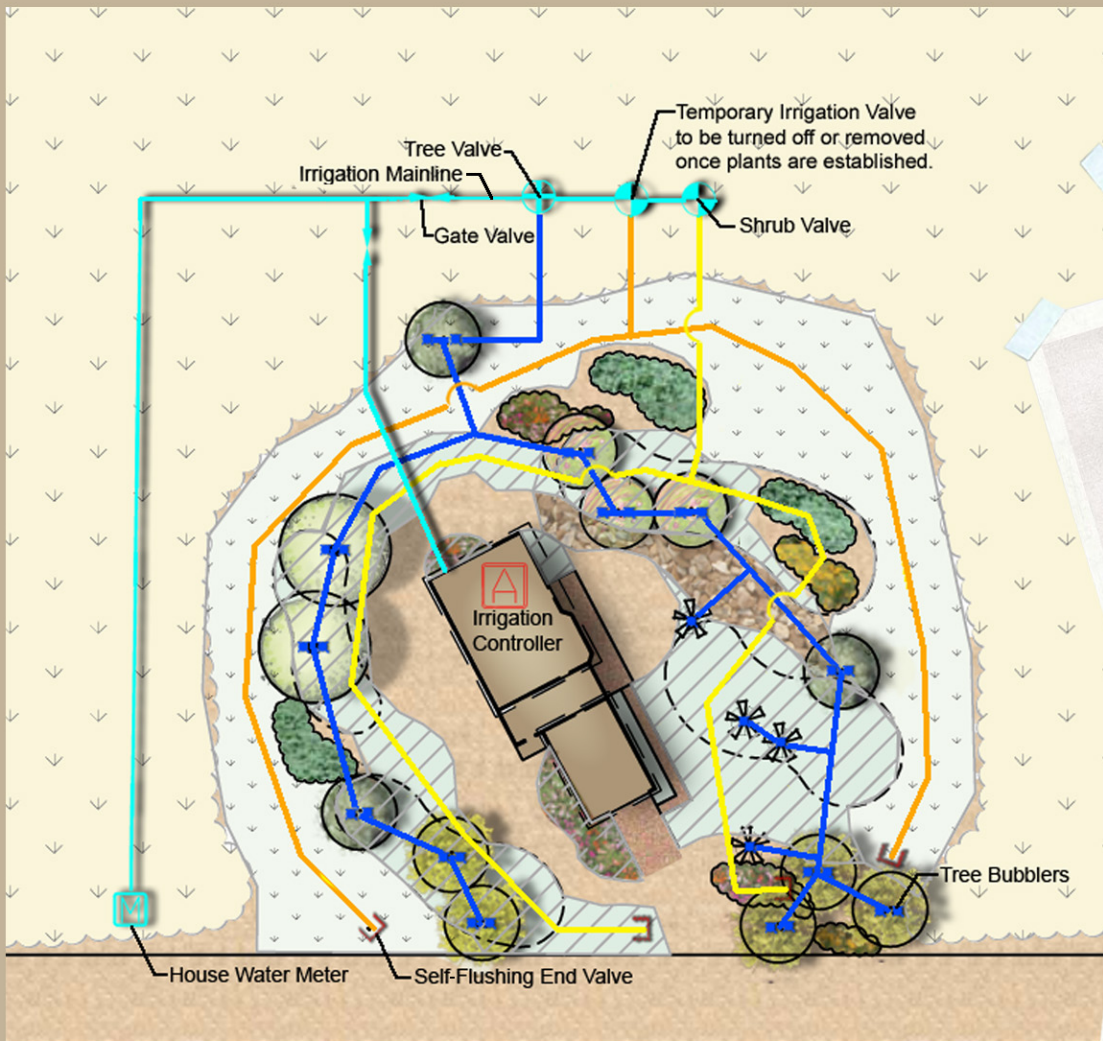 Temporary Irrigation Valve
to be turned off or removed
once plants are established.
Tree Valve
Irrigation Mainline
Shrub Valve
Gate Valve
A
Irrigation
Controller
Tree Bubblers
M
House Water Meter
Self-Flushing End Valve